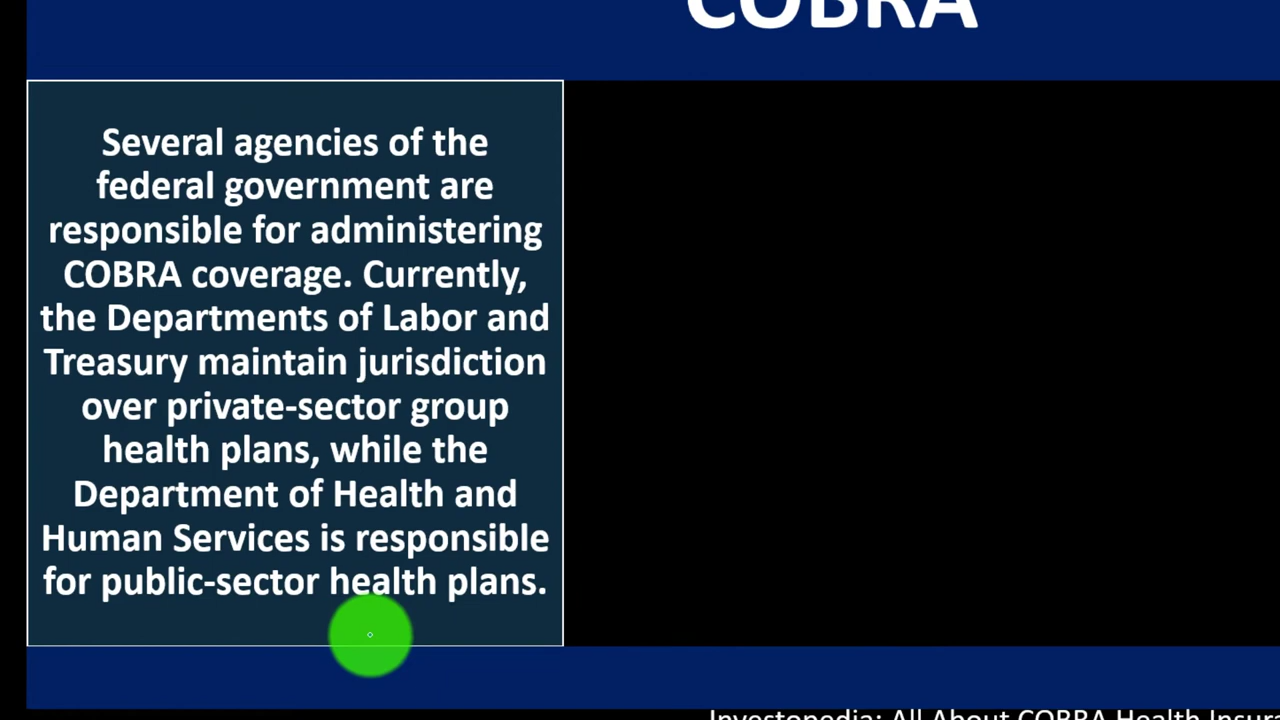 COBRA
Several agencies of the
federal government are
responsible for administering
COBRA coverage. Currently,
the Departments of Labor and
Treasury maintain jurisdiction
over private-sector group
health plans, while the
Department of Health and
Human Services is responsible
for public-sector health plans.
Investopedia: All About COBRA Health